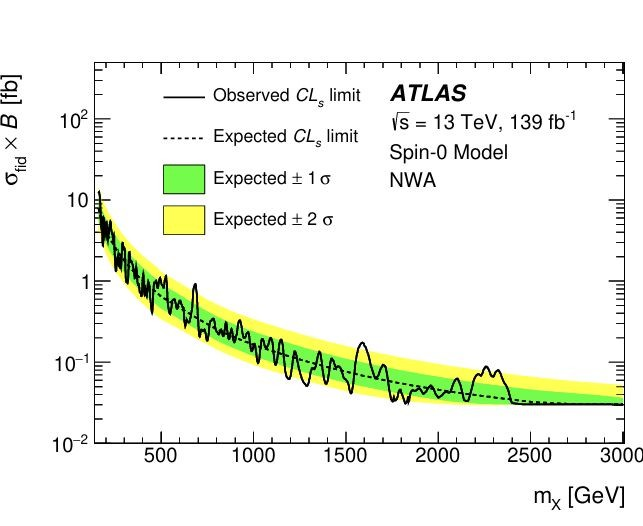 σfid × B [fb]
Observed CLs limit
Expected CLs limit
Expected ± 1 σ
Expected ± 2 σ
ATLAS
√s = 13 TeV, 139 fb⁻¹
Spin-0 Model
NWA
10²
10
1
10⁻¹
10⁻²
500 1000 1500 2000 2500 3000
mX [GeV]